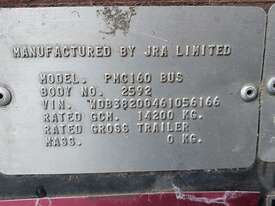 MANUFACTURED BY JRA LIMITED
MODEL. PMC160 BUS
BODY NO. 2592
VIN. WDB38200461056166
RATED GCM. 14200 KG.
RATED GROSS TRAILER
MASS. 0 KG.